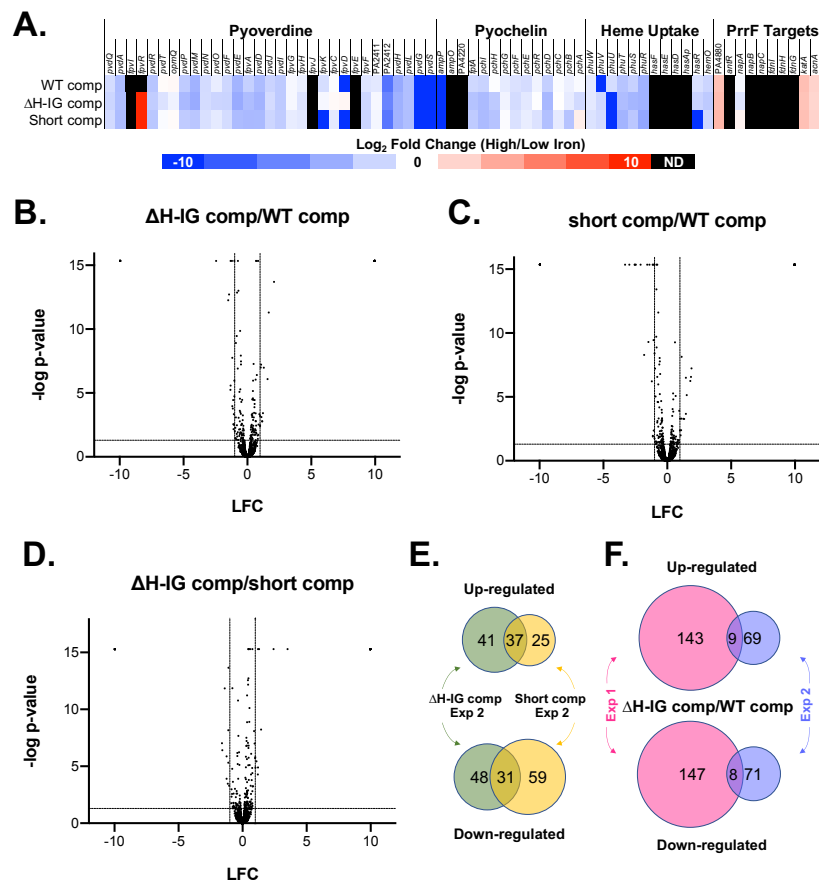 A.
Pyoverdine Pyochelin Heme Uptake PrrF Targets
pvdQ pvdA fpvI fpvR pvdR pvdT opmQ pvdP pvdM pvdN pvdO pvdF pvdE fpvA pvdD pvdJ pvdI fpvG fpvH fpvJ fpvK fpvC fpvD fpvE fpvF PA2411 PA2412 pvdH pvdL pvdG pvdS ampP ampO PA4220 fptA pchI pchH pchG pchF pchE pchR pchD pchC pchB pchA phuW phuV phuU phuT phuS phuR hasF hasE hasD hasAp hasR hemO PA4880 antR napA napB napC fdnI fdnH fdnG katA acnA
WT comp
ΔH-IG comp
Short comp
Log2 Fold Change (High/Low Iron)
-10 0 10 ND
B.
ΔH-IG comp/WT comp
-log p-value
15
10
5
0
-10 -5 0 5 10
LFC
C.
short comp/WT comp
-log p-value
15
10
5
0
-10 -5 0 5 10
LFC
D.
ΔH-IG comp/short comp
-log p-value
15
10
5
0
-10 -5 0 5 10
LFC
E.
Up-regulated
41 37 25
ΔH-IG comp
Exp 2
Short comp
Exp 2
48 31 59
Down-regulated
F.
Up-regulated
143 9 69
Exp 1
ΔH-IG comp/WT comp
Exp 2
147 8 71
Down-regulated